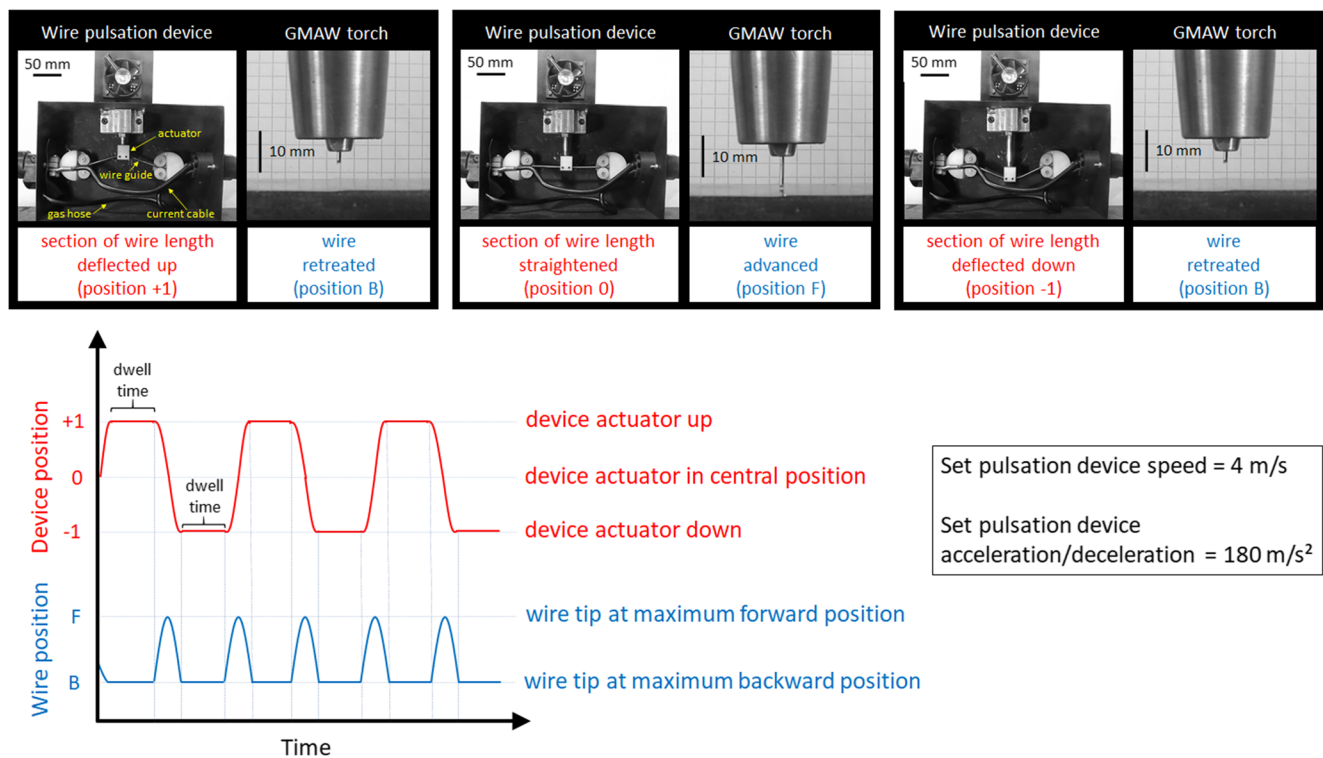 Wire pulsation device
GMAW torch
50 mm
actuator
wire guide
gas hose
current cable
10 mm
section of wire length
deflected up
(position +1)
wire
retreated
(position B)
Wire pulsation device
GMAW torch
50 mm
10 mm
section of wire length
straightened
(position 0)
wire
advanced
(position F)
Wire pulsation device
GMAW torch
50 mm
10 mm
section of wire length
deflected down
(position -1)
wire
retreated
(position B)
Device position
+1
0
-1
dwell
time
dwell
time
device actuator up
device actuator in central position
device actuator down
Wire position
F
B
wire tip at maximum forward position
wire tip at maximum backward position
Time
Set pulsation device speed = 4 m/s
Set pulsation device
acceleration/deceleration = 180 m/s²